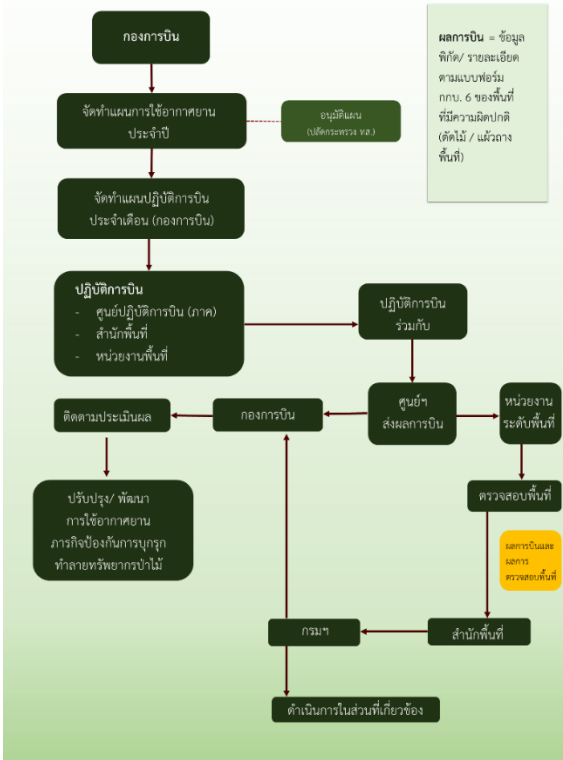 กองการบิน
ผลการบิน = ข้อมูล
พิกัด/ รายละเอียด
ตามแบบฟอร์ม
กกบ. 6 ของพื้นที่
ที่มีความผิดปกติ
(ตัดไม้ / แผ้วถาง
พื้นที่)
จัดทำแผนการใช้อากาศยาน
ประจำปี
อนุมัติแผน
(ปลัดกระทรวง ทส.)
จัดทำแผนปฏิบัติการบิน
ประจำเดือน (กองการบิน)
ปฏิบัติการบิน
- ศูนย์ปฏิบัติการบิน (ภาค)
- สำนักพื้นที่
- หน่วยงานพื้นที่
ปฏิบัติการบิน
ร่วมกับ
ติดตามประเมินผล
กองการบิน
ศูนย์ฯ
ส่งผลการบิน
หน่วยงาน
ระดับพื้นที่
ปรับปรุง/ พัฒนา
การใช้อากาศยาน
ภารกิจป้องกันการบุกรุก
ทำลายทรัพยากรป่าไม้
ตรวจสอบพื้นที่
ผลการบินและ
ผลการ
ตรวจสอบพื้นที่
กรมฯ
สำนักพื้นที่
ดำเนินการในส่วนที่เกี่ยวข้อง